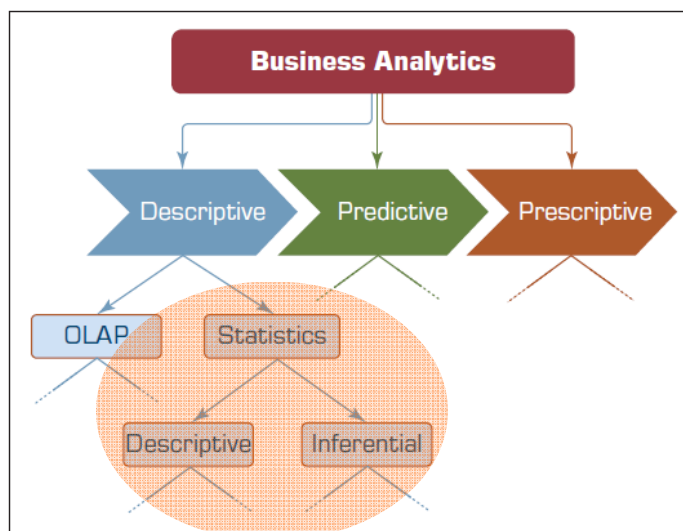 Business Analytics
Descriptive
Predictive
Prescriptive
OLAP
Statistics
Descriptive
Inferential